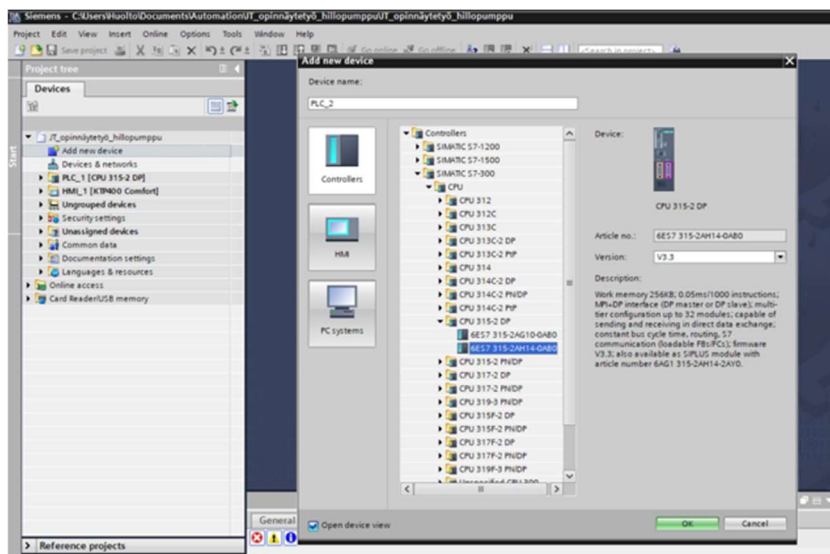 Siemens - C:\Users\Huolto\Documents\Automation\JT_opinnäytetyö_hillopumppu\JT_opinnäytetyö_hillopumppu
Project Edit View Insert Online Options Tools Window Help
Save project
Go online Go offline
<Search in project>
Project tree
Devices
Start
JT_opinnäytetyö_hillopumppu
Add new device
Devices & networks
PLC_1 [CPU 315-2 DP]
HMI_1 [KTP400 Comfort]
Ungrouped devices
Security settings
Unassigned devices
Common data
Documentation settings
Languages & resources
Online access
Card Reader/USB memory
Reference projects
General
Add new device
Device name:
PLC_2
Controllers
HMI
PC systems
Controllers
SIMATIC S7-1200
SIMATIC S7-1500
SIMATIC S7-300
CPU
CPU 312
CPU 312C
CPU 313C
CPU 313C-2 DP
CPU 313C-2 PtP
CPU 314
CPU 314C-2 DP
CPU 314C-2 PN/DP
CPU 314C-2 PtP
CPU 315-2 DP
6ES7 315-2AG10-0AB0
6ES7 315-2AH14-0AB0
CPU 315-2 PN/DP
CPU 317-2 DP
CPU 317-2 PN/DP
CPU 319-3 PN/DP
CPU 315F-2 DP
CPU 315F-2 PN/DP
CPU 317F-2 DP
CPU 317F-2 PN/DP
CPU 319F-3 PN/DP
Unspecified CPU 300
Device:
CPU 315-2 DP
Article no.: 6ES7 315-2AH14-0AB0
Version: V3.3
Description:
Work memory 256KB; 0.05ms/1000 instructions;
MPI+DP interface (DP master or DP slave); multi-
tier configuration up to 32 modules; capable of
sending and receiving in direct data exchange;
constant bus cycle time, routing, S7
communication (loadable FBs/FCs); firmware
V3.3; also available as SIPLUS module with
article number 6AG1 315-2AH14-2AY0.
Open device view
OK Cancel